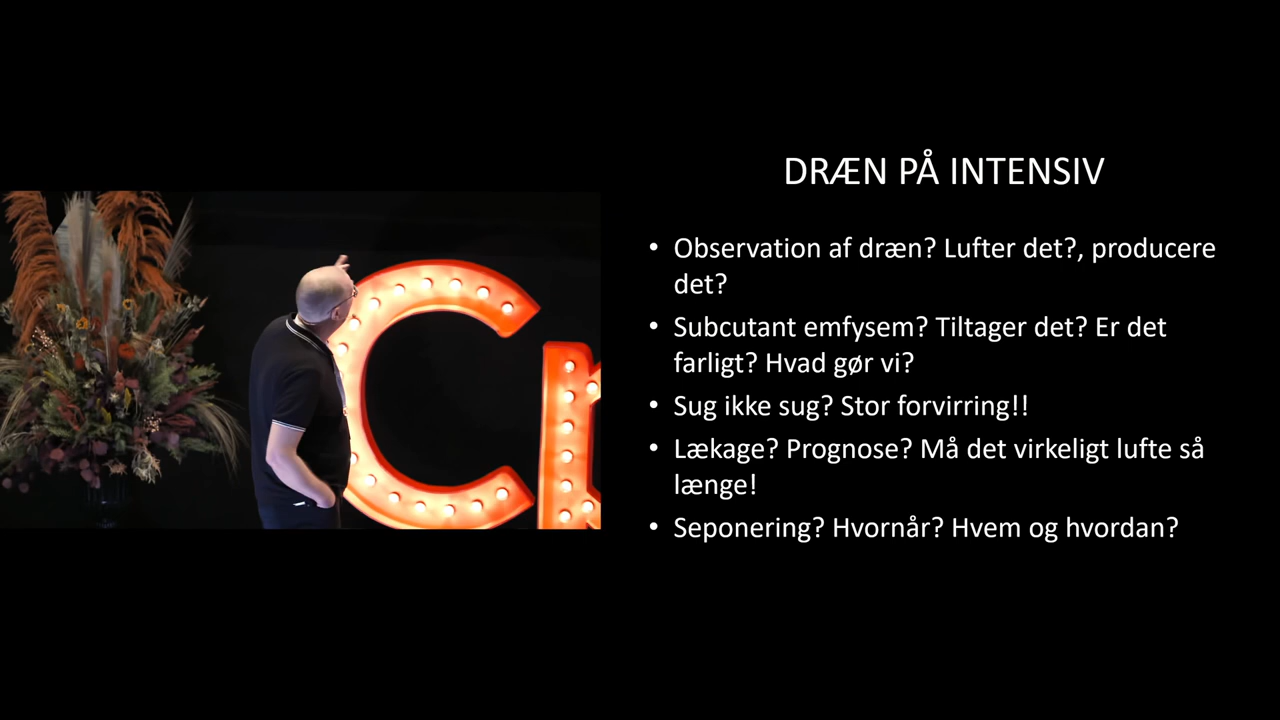 DRÆN PÅ INTENSIV
• Observation af dræn? Lufter det?, producere
det?
• Subcutant emfysem? Tiltager det? Er det
farligt? Hvad gør vi?
• Sug ikke sug? Stor forvirring!!
• Lækage? Prognose? Må det virkeligt lufte så
længe!
• Seponering? Hvornår? Hvem og hvordan?